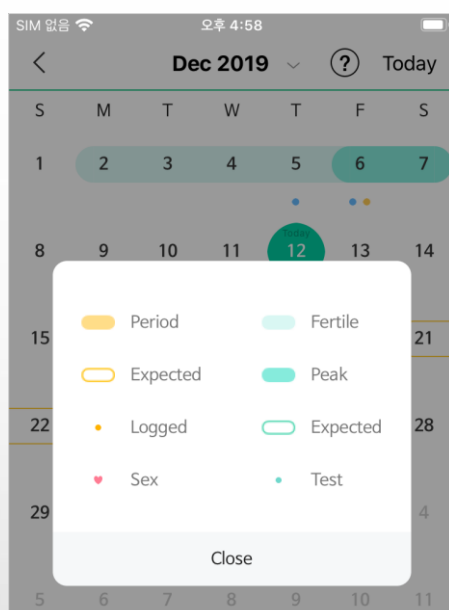 SIM 없음 오후 4:58
Dec 2019 ? Today
S M T W T F S
1 2 3 4 5 6 7
Today
8 9 10 11 12 13 14
Period Fertile
15 21
Expected Peak
Logged Expected
22 28
Sex Test
29 4
Close
5 6 7 8 9 10 11